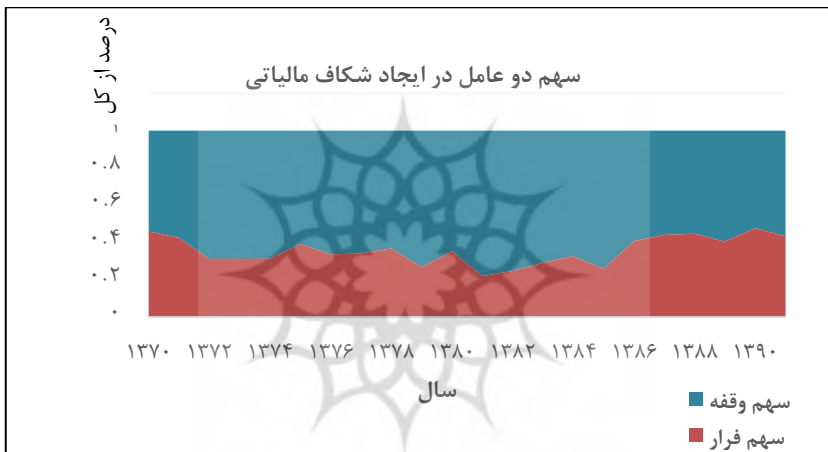 درصد از کل
سهم دو عامل در ایجاد شکاف مالیاتی
۱
۰.۸
۰.۶
۰.۴
۰.۲
۰
۱۳۷۰ ۱۳۷۲ ۱۳۷۴ ۱۳۷۶ ۱۳۷۸ ۱۳۸۰ ۱۳۸۲ ۱۳۸۴ ۱۳۸۶ ۱۳۸۸ ۱۳۹۰
سال
سهم وقفه
سهم فرار